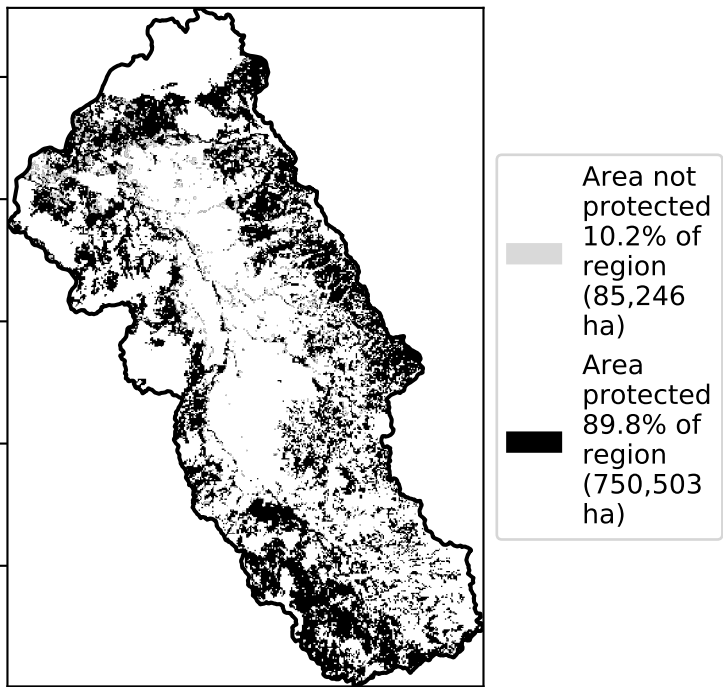 Area not
protected
10.2% of
region
(85,246
ha)
Area
protected
89.8% of
region
(750,503
ha)